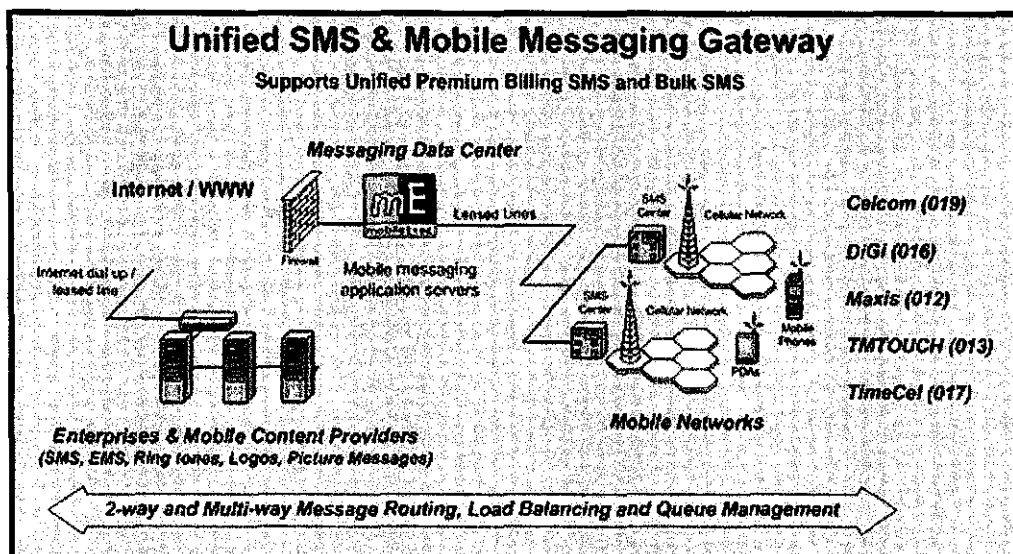 Unified SMS & Mobile Messaging Gateway
Supports Unified Premium Billing SMS and Bulk SMS
Messaging Data Center
Internet / WWW
mE
Firewall
Leased Lines
Mobile messaging
application servers
Internet dial up /
leased line
SMS
Center
Cellular Network
SMS
Center
Cellular Network
Mobile
Phones
PDAs
Mobile Networks
Celcom (019)
DiGi (016)
Maxis (012)
TMTOUCH (013)
TimeCel (017)
Enterprises & Mobile Content Providers
(SMS, EMS, Ring tones, Logos, Picture Messages)
2-way and Multi-way Message Routing, Load Balancing and Queue Management